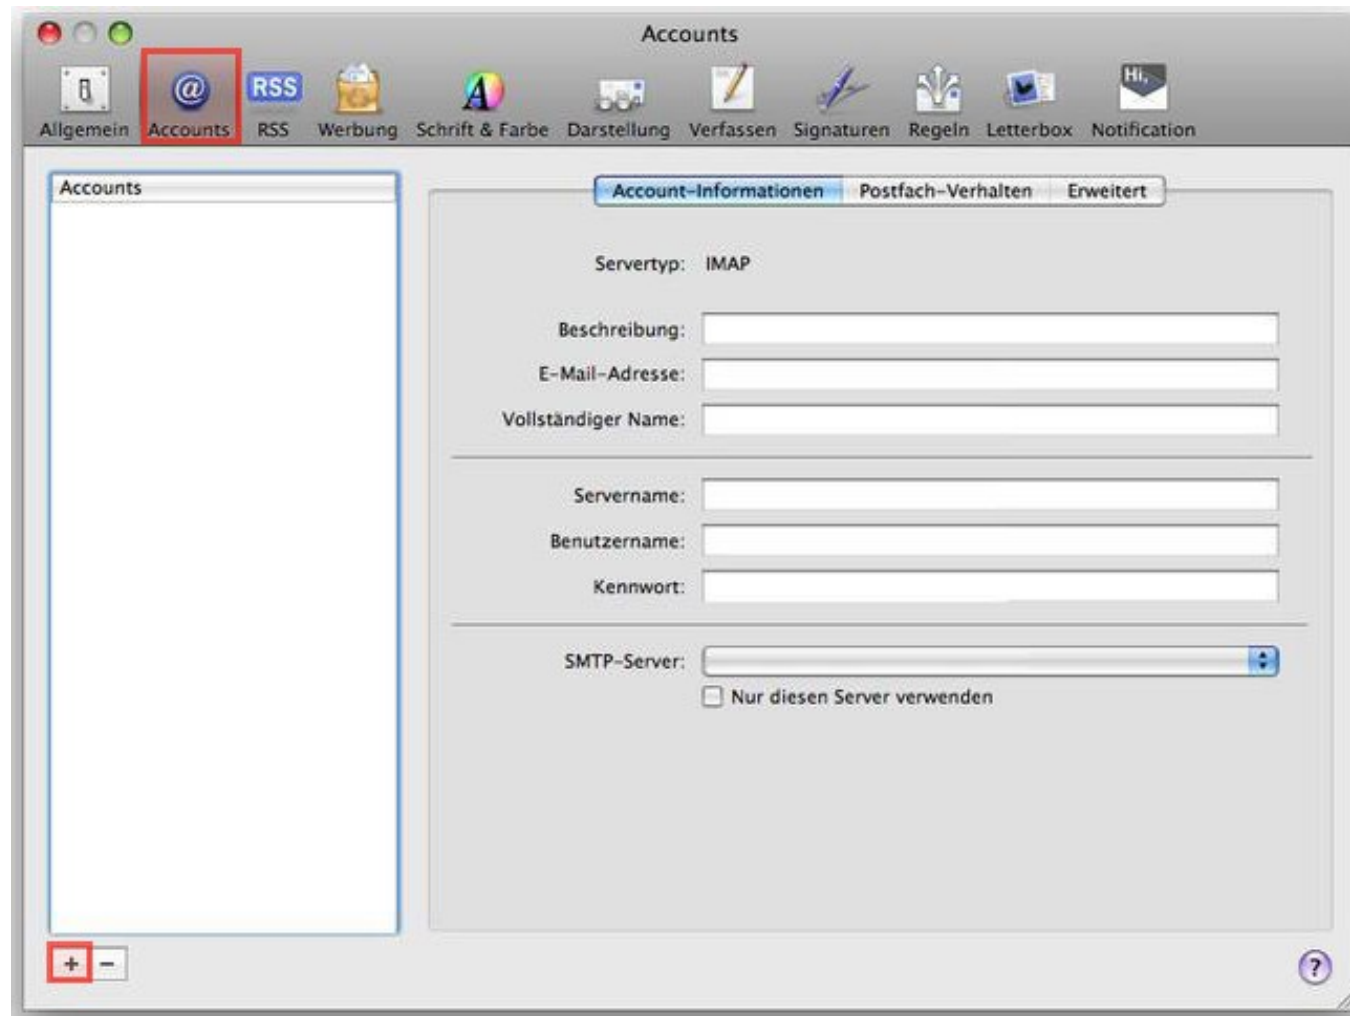 Accounts
Allgemein Accounts RSS Werbung Schrift & Farbe Darstellung Verfassen Signaturen Regeln Letterbox Notification
RSS
Hi,
Accounts
Account-Informationen Postfach-Verhalten Erweitert
Servertyp: IMAP
Beschreibung:
E-Mail-Adresse:
Vollständiger Name:
Servername:
Benutzername:
Kennwort:
SMTP-Server:
Nur diesen Server verwenden
+ −
?